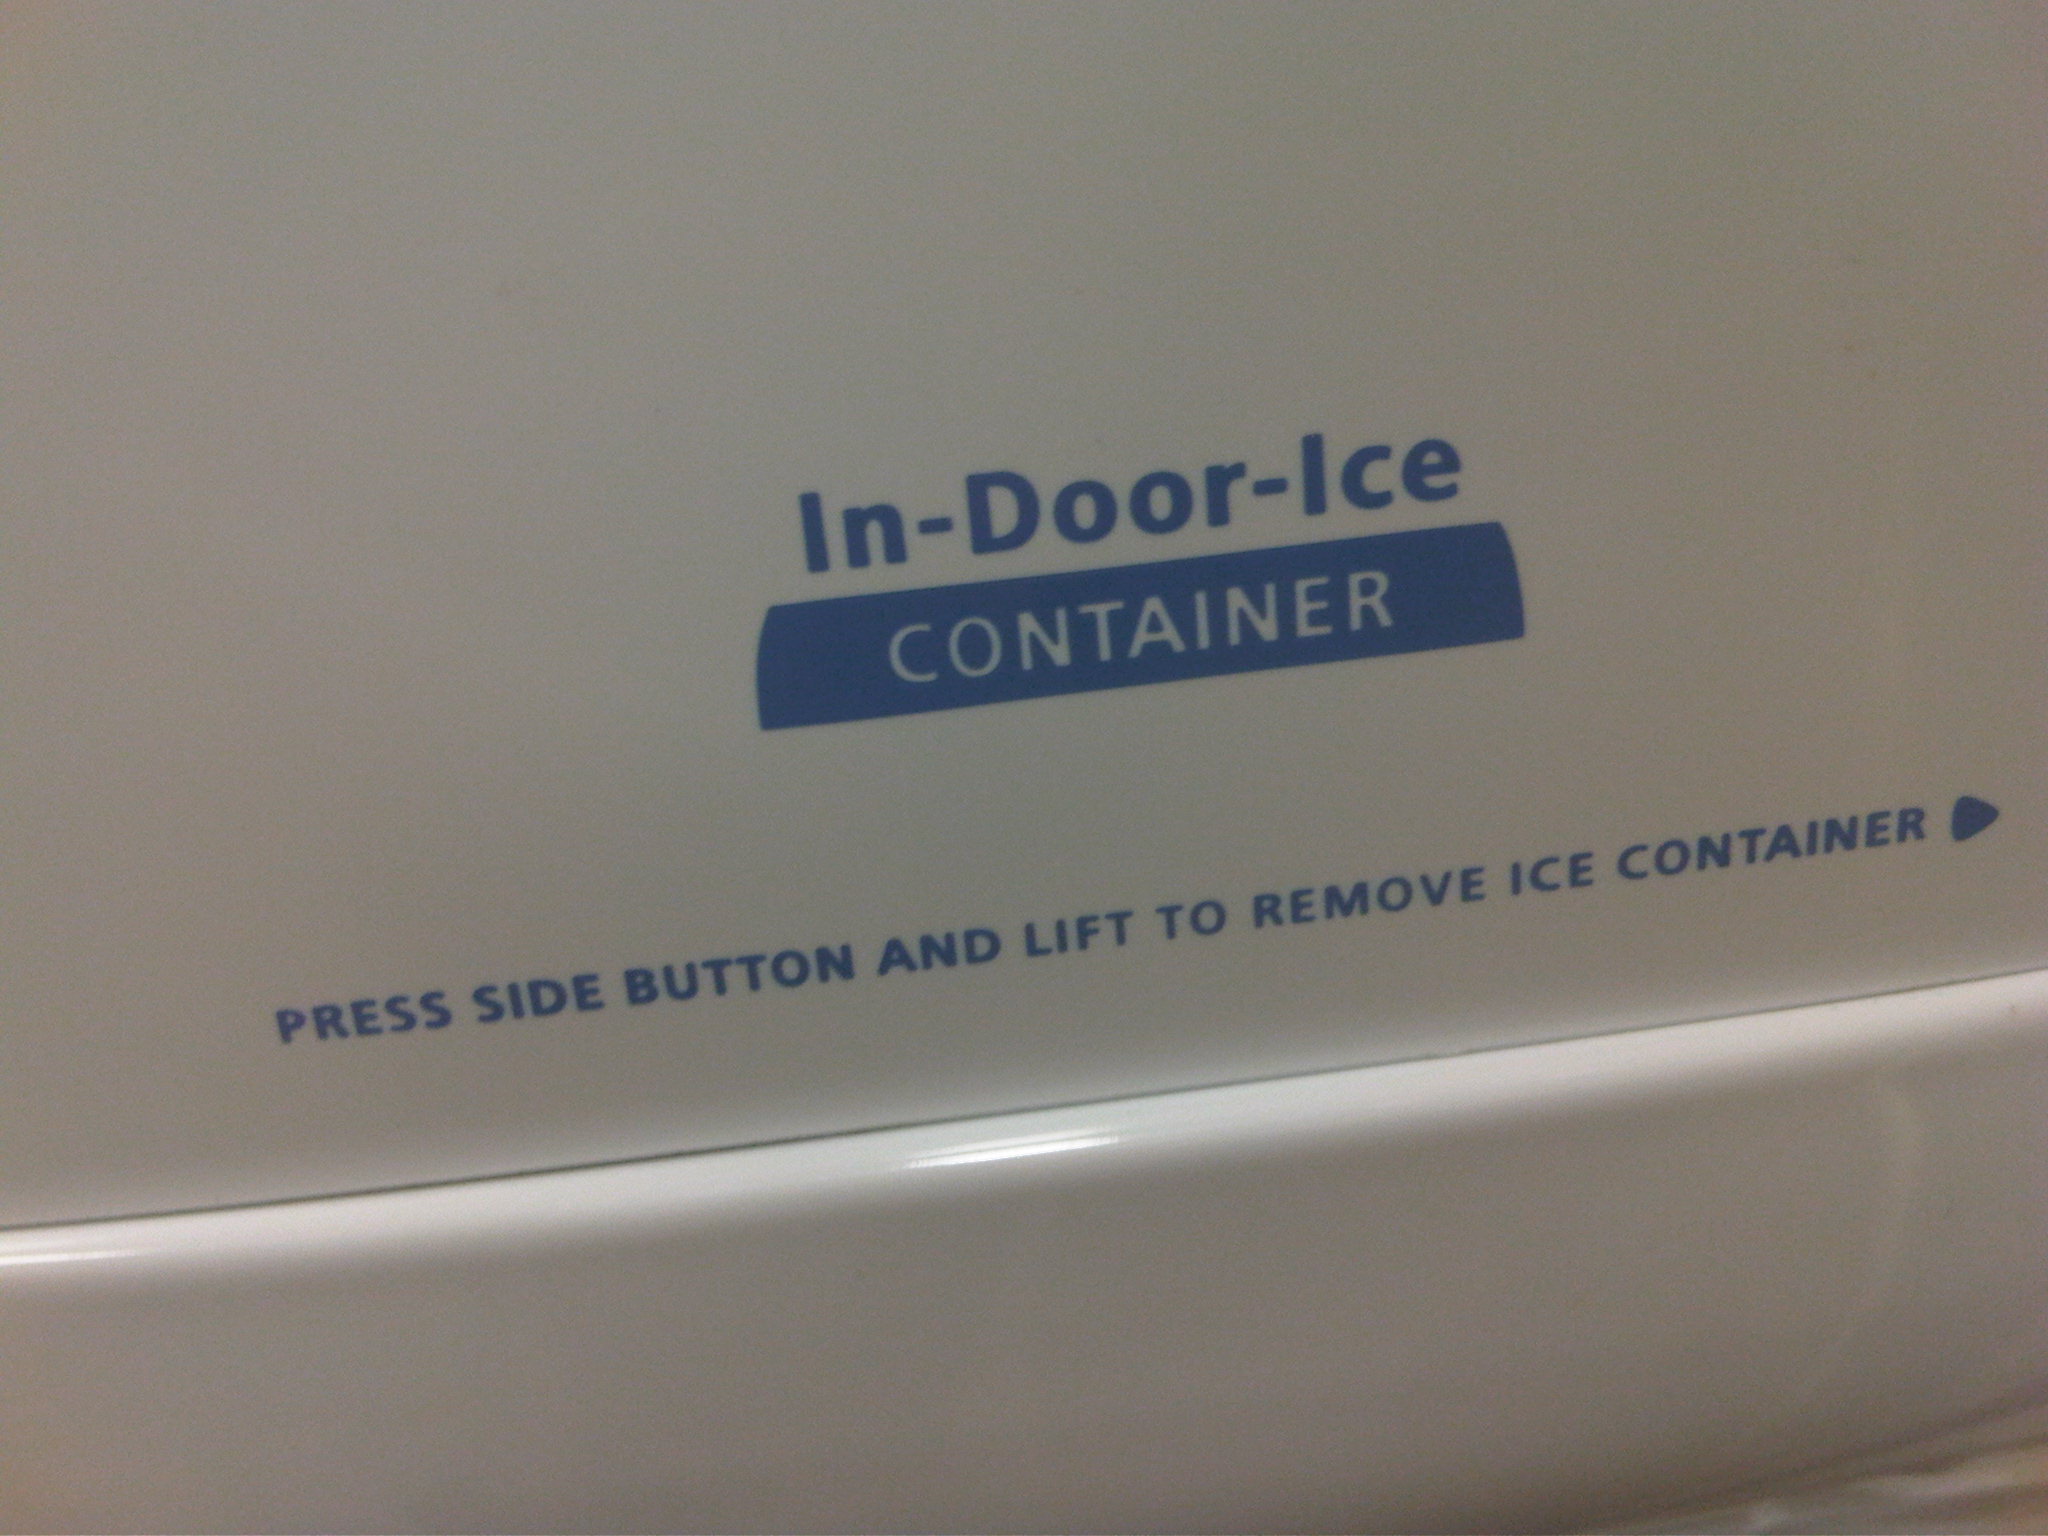 In-Door-Ice
CONTAINER
PRESS SIDE BUTTON AND LIFT TO REMOVE ICE CONTAINER